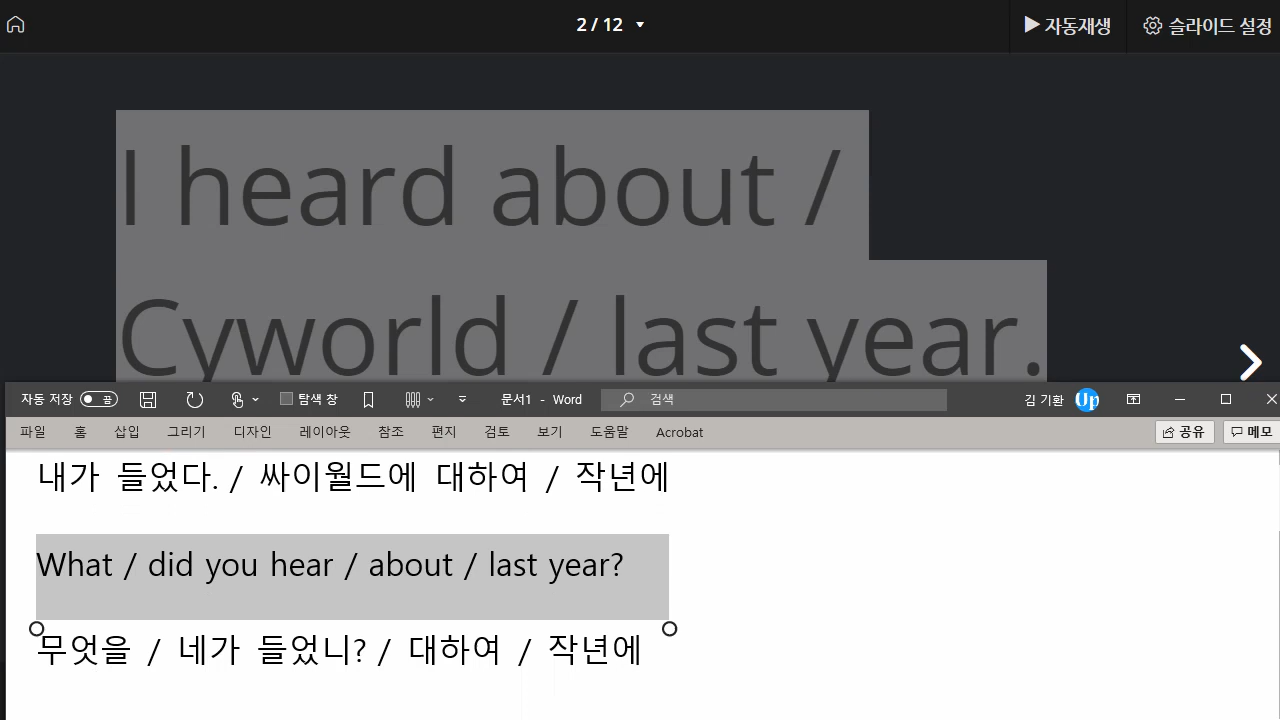 2 / 12
자동재생
슬라이드 설정
I heard about /
Cyworld / last year.
자동 저장
끔
탐색 창
문서1 - Word
검색
김 기환
Up
파일 홈 삽입 그리기 디자인 레이아웃 참조 편지 검토 보기 도움말 Acrobat
공유
메모
내가 들었다. / 싸이월드에 대하여 / 작년에
What / did you hear / about / last year?
무엇을 / 네가 들었니? / 대하여 / 작년에